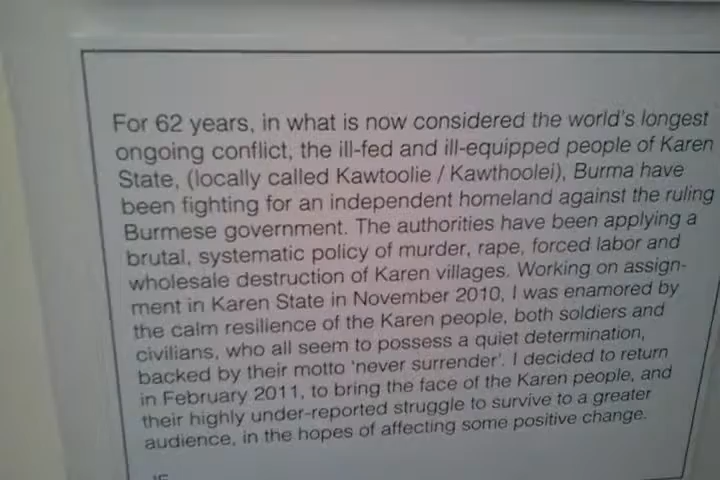 For 62 years, in what is now considered the world's longest
ongoing conflict, the ill-fed and ill-equipped people of Karen
State, (locally called Kawtoolie / Kawthoolei), Burma have
been fighting for an independent homeland against the ruling
Burmese government. The authorities have been applying a
brutal, systematic policy of murder, rape, forced labor and
wholesale destruction of Karen villages. Working on assign-
ment in Karen State in November 2010, I was enamored by
the calm resilience of the Karen people, both soldiers and
civilians, who all seem to possess a quiet determination,
backed by their motto 'never surrender'. I decided to return
in February 2011, to bring the face of the Karen people, and
their highly under-reported struggle to survive to a greater
audience, in the hopes of affecting some positive change.